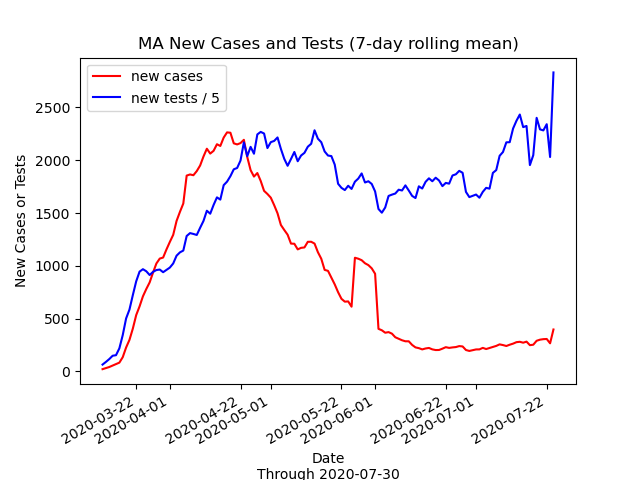 MA New Cases and Tests (7-day rolling mean)
new cases
new tests / 5
New Cases or Tests
2500
2000
1500
1000
500
0
2020-03-22
2020-04-01
2020-04-22
2020-05-01
2020-05-22
2020-06-01
2020-06-22
2020-07-01
2020-07-22
Date
Through 2020-07-30